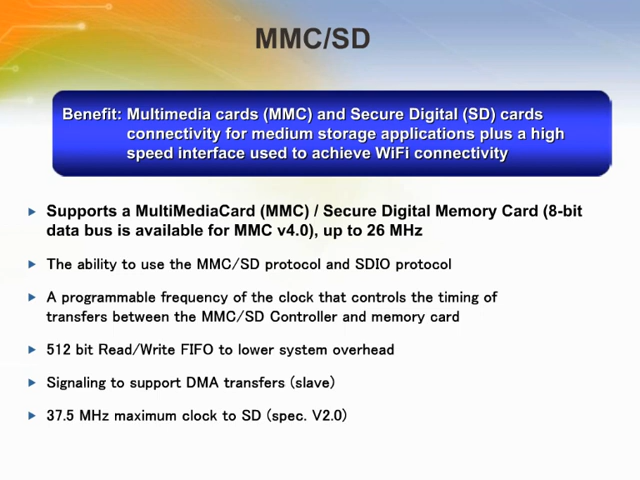 MMC/SD
Benefit: Multimedia cards (MMC) and Secure Digital (SD) cards
connectivity for medium storage applications plus a high
speed interface used to achieve WiFi connectivity
Supports a MultiMediaCard (MMC) / Secure Digital Memory Card (8-bit
data bus is available for MMC v4.0), up to 26 MHz
The ability to use the MMC/SD protocol and SDIO protocol
A programmable frequency of the clock that controls the timing of
transfers between the MMC/SD Controller and memory card
512 bit Read/Write FIFO to lower system overhead
Signaling to support DMA transfers (slave)
37.5 MHz maximum clock to SD (spec. V2.0)